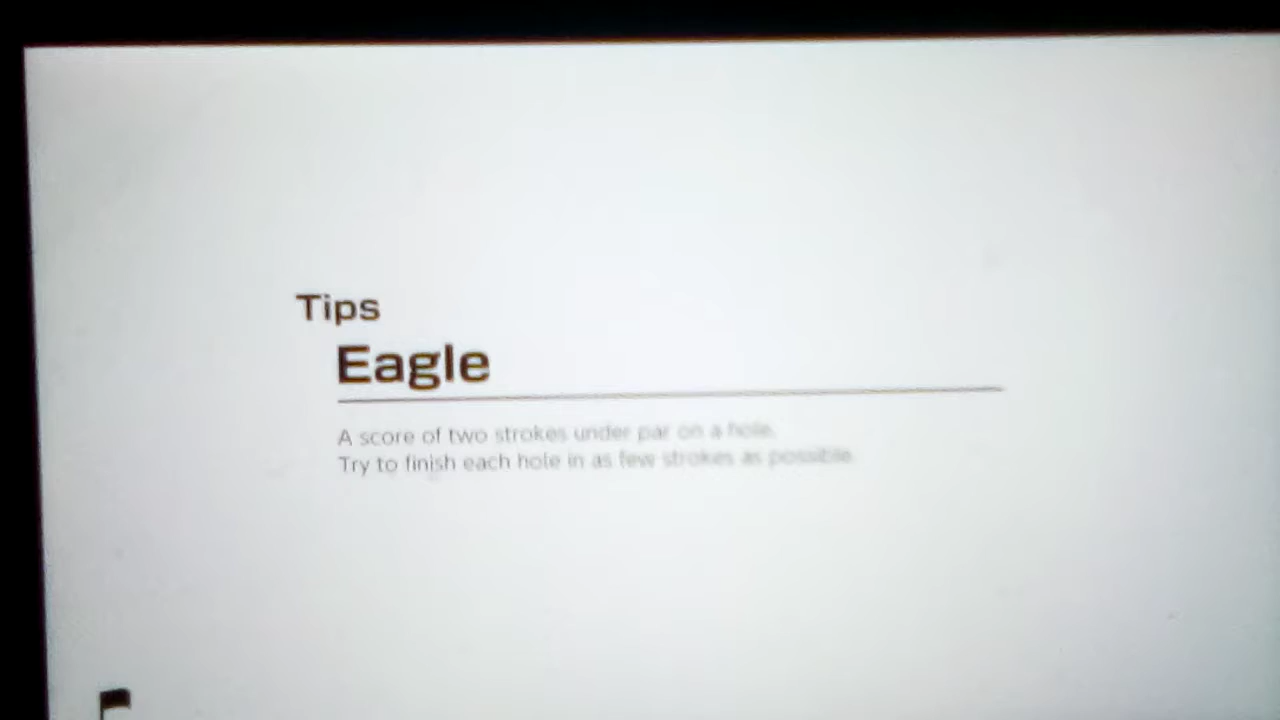 Tips
Eagle
A score of two strokes under par on a hole.
Try to finish each hole in as few strokes as possible.